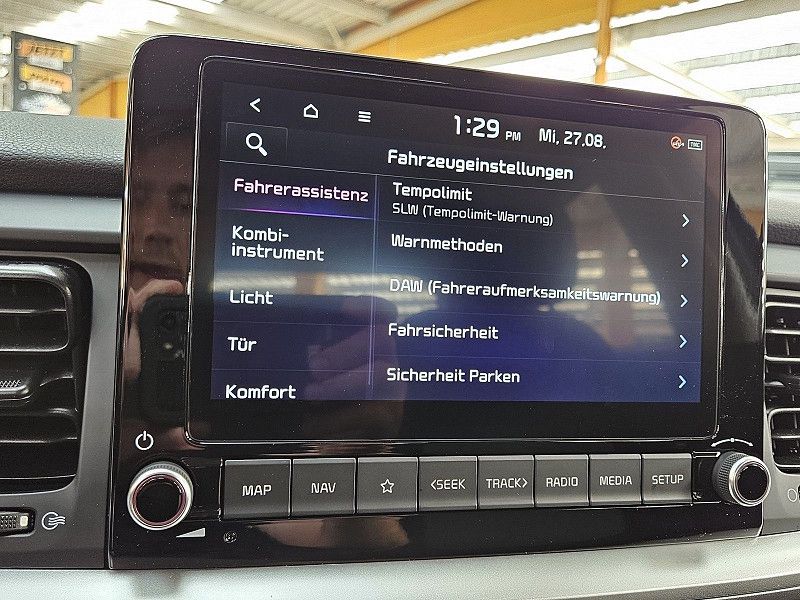 JETZT
1:29 PM Mi, 27.08.
Fahrzeugeinstellungen
Fahrerassistenz
Kombi-
instrument
Licht
Tür
Komfort
Tempolimit
SLW (Tempolimit-Warnung)
Warnmethoden
DAW (Fahreraufmerksamkeitswarnung)
Fahrsicherheit
Sicherheit Parken
MAP
NAV
<SEEK
TRACK>
RADIO
MEDIA
SETUP